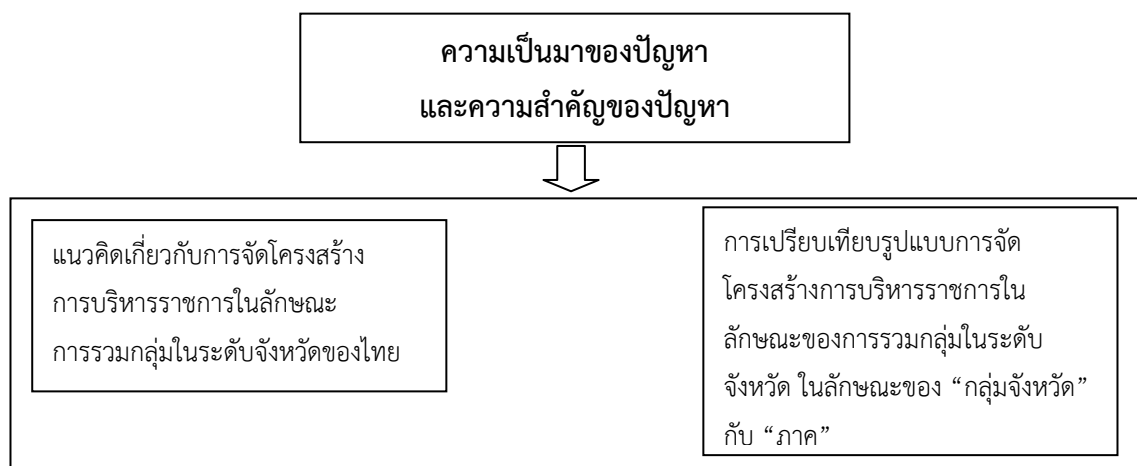 ความเป็นมาของปัญหา
และความสำคัญของปัญหา
แนวคิดเกี่ยวกับการจัดโครงสร้าง
การบริหารราชการในลักษณะ
การรวมกลุ่มในระดับจังหวัดของไทย
การเปรียบเทียบรูปแบบการจัด
โครงสร้างการบริหารราชการใน
ลักษณะของการรวมกลุ่มในระดับ
จังหวัด ในลักษณะของ “กลุ่มจังหวัด”
กับ “ภาค”